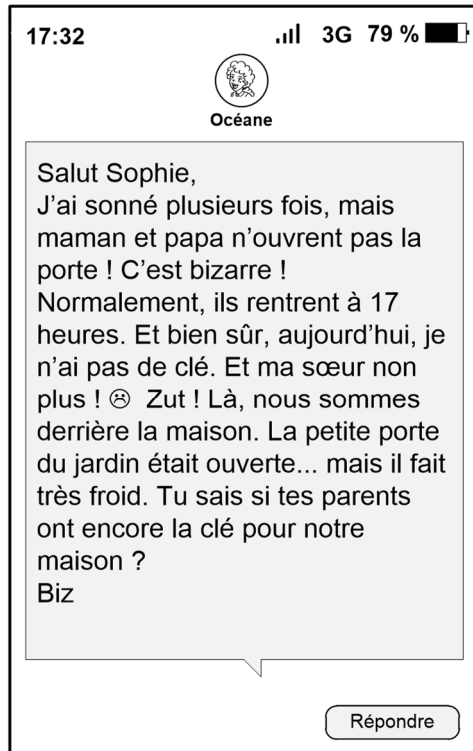 17:32
3G 79 %
Océane
Salut Sophie,
J'ai sonné plusieurs fois, mais
maman et papa n'ouvrent pas la
porte ! C'est bizarre !
Normalement, ils rentrent à 17
heures. Et bien sûr, aujourd'hui, je
n'ai pas de clé. Et ma sœur non
plus ! ☹ Zut ! Là, nous sommes
derrière la maison. La petite porte
du jardin était ouverte... mais il fait
très froid. Tu sais si tes parents
ont encore la clé pour notre
maison ?
Biz
Répondre